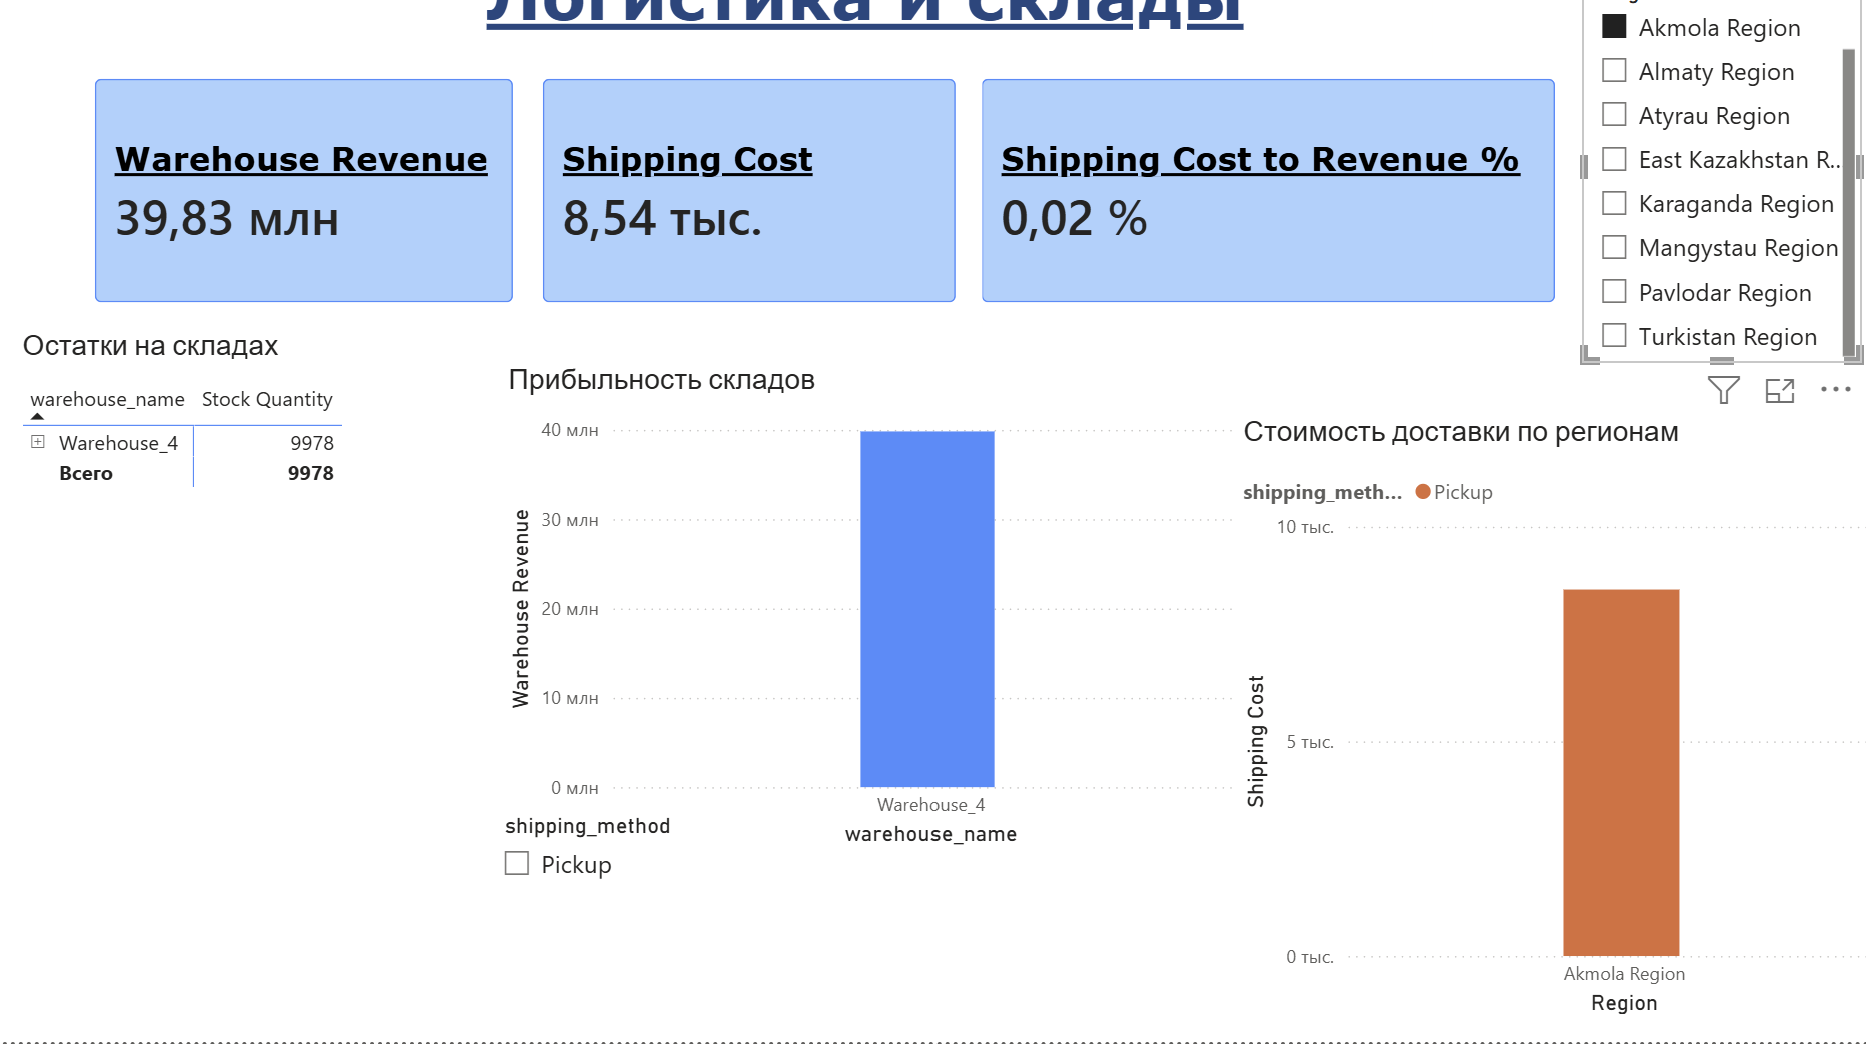 Логистика и склады
Akmola Region
Almaty Region
Atyrau Region
East Kazakhstan R...
Karaganda Region
Mangystau Region
Pavlodar Region
Turkistan Region
Warehouse Revenue
39,83 млн
Shipping Cost
8,54 тыс.
Shipping Cost to Revenue %
0,02 %
Остатки на складах
warehouse_name Stock Quantity
Warehouse_4 9978
Всего 9978
Прибыльность складов
Warehouse Revenue
40 млн
30 млн
20 млн
10 млн
0 млн
Warehouse_4
warehouse_name
shipping_method
Pickup
Стоимость доставки по регионам
shipping_meth... Pickup
Shipping Cost
10 тыс.
5 тыс.
0 тыс.
Akmola Region
Region